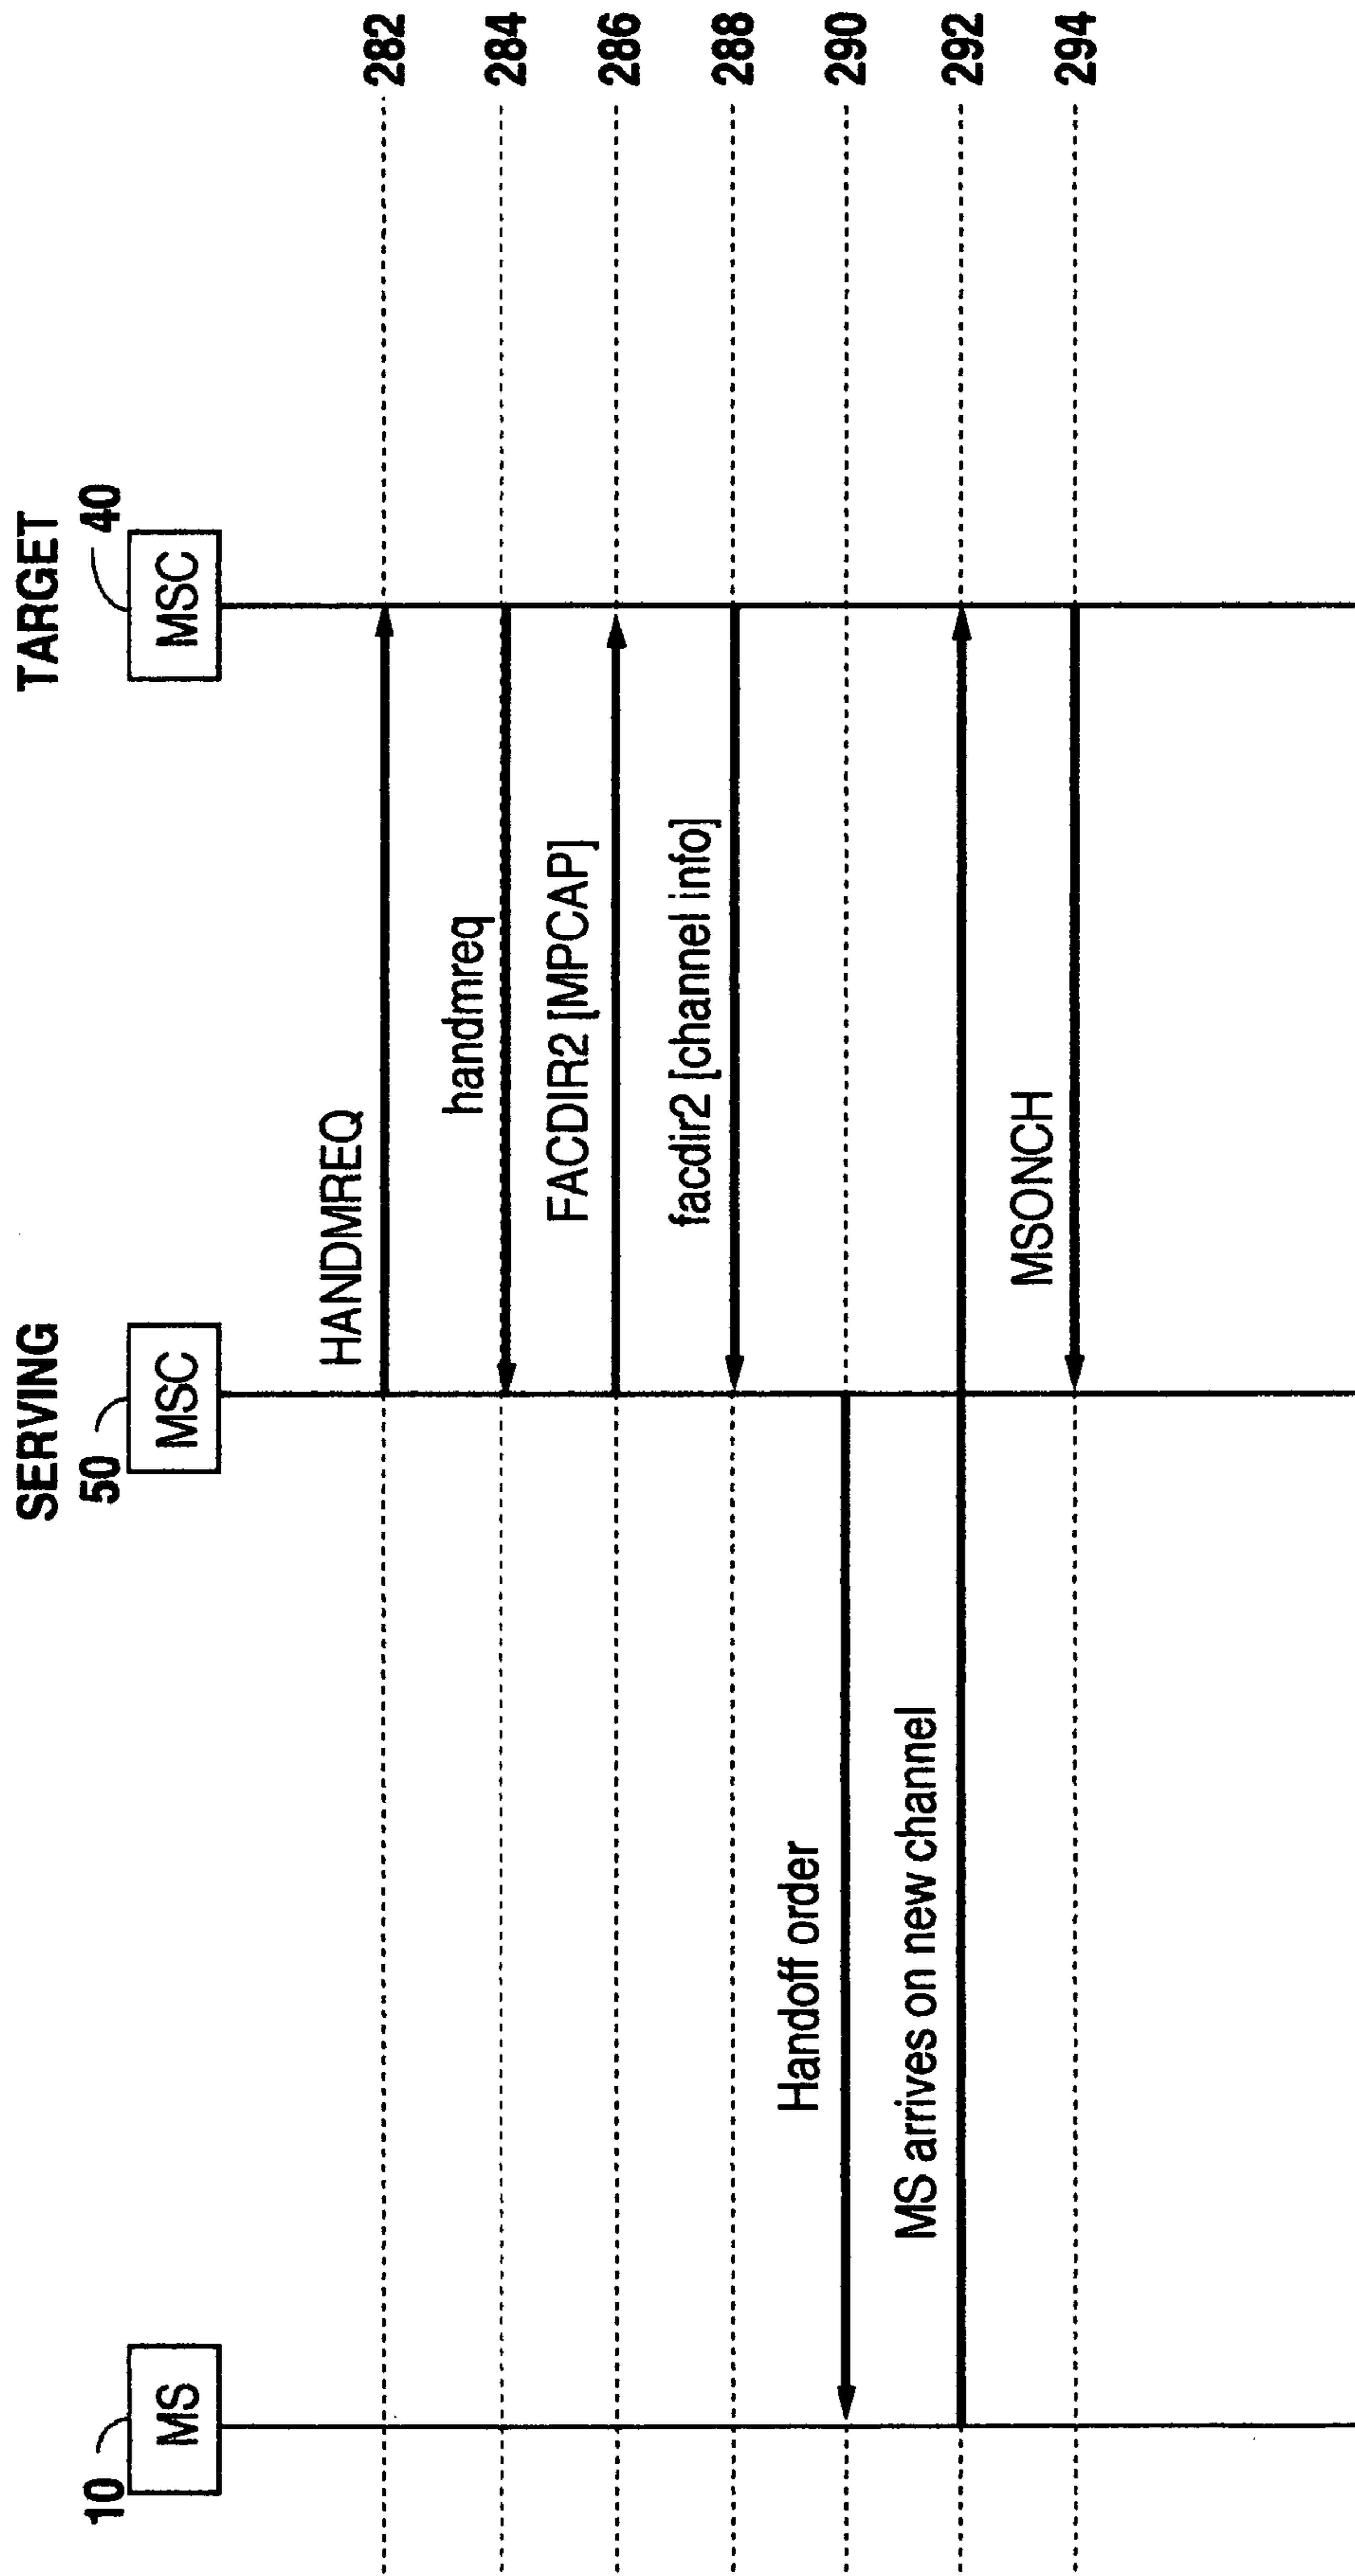 SERVING
TARGET
10
MS
50
MSC
40
MSC
HANDMREQ
282
handmreq
284
FACDIR2 [MPCAP]
286
facdir2 [channel info]
288
Handoff order
290
MS arrives on new channel
292
MSONCH
294